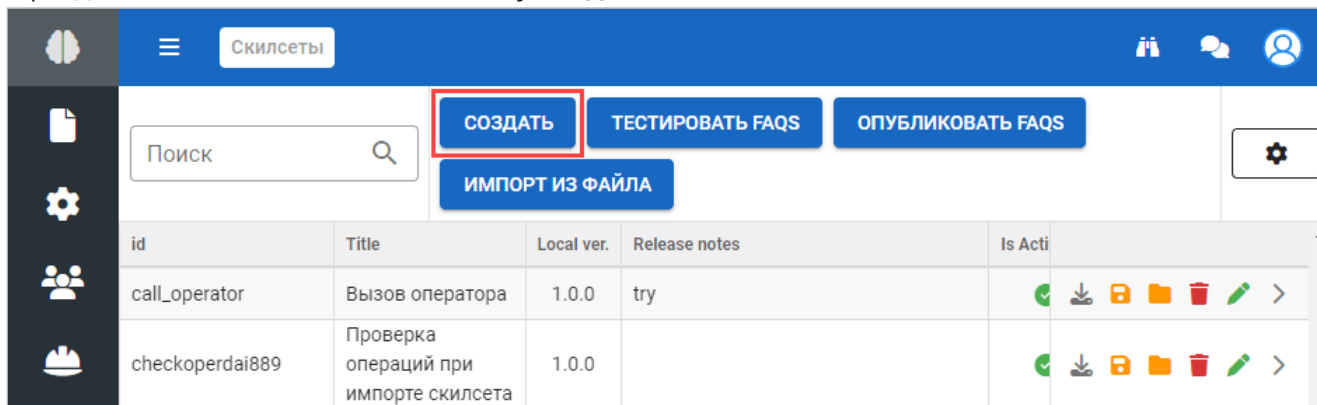 Скилсеты
СОЗДАТЬ ТЕСТИРОВАТЬ FAQS ОПУБЛИКОВАТЬ FAQS
Поиск
ИМПОРТ ИЗ ФАЙЛА
id Title Local ver. Release notes Is Acti
call_operator Вызов оператора 1.0.0 try
Проверка
checkoperdai889 операций при 1.0.0
импорте скилсета